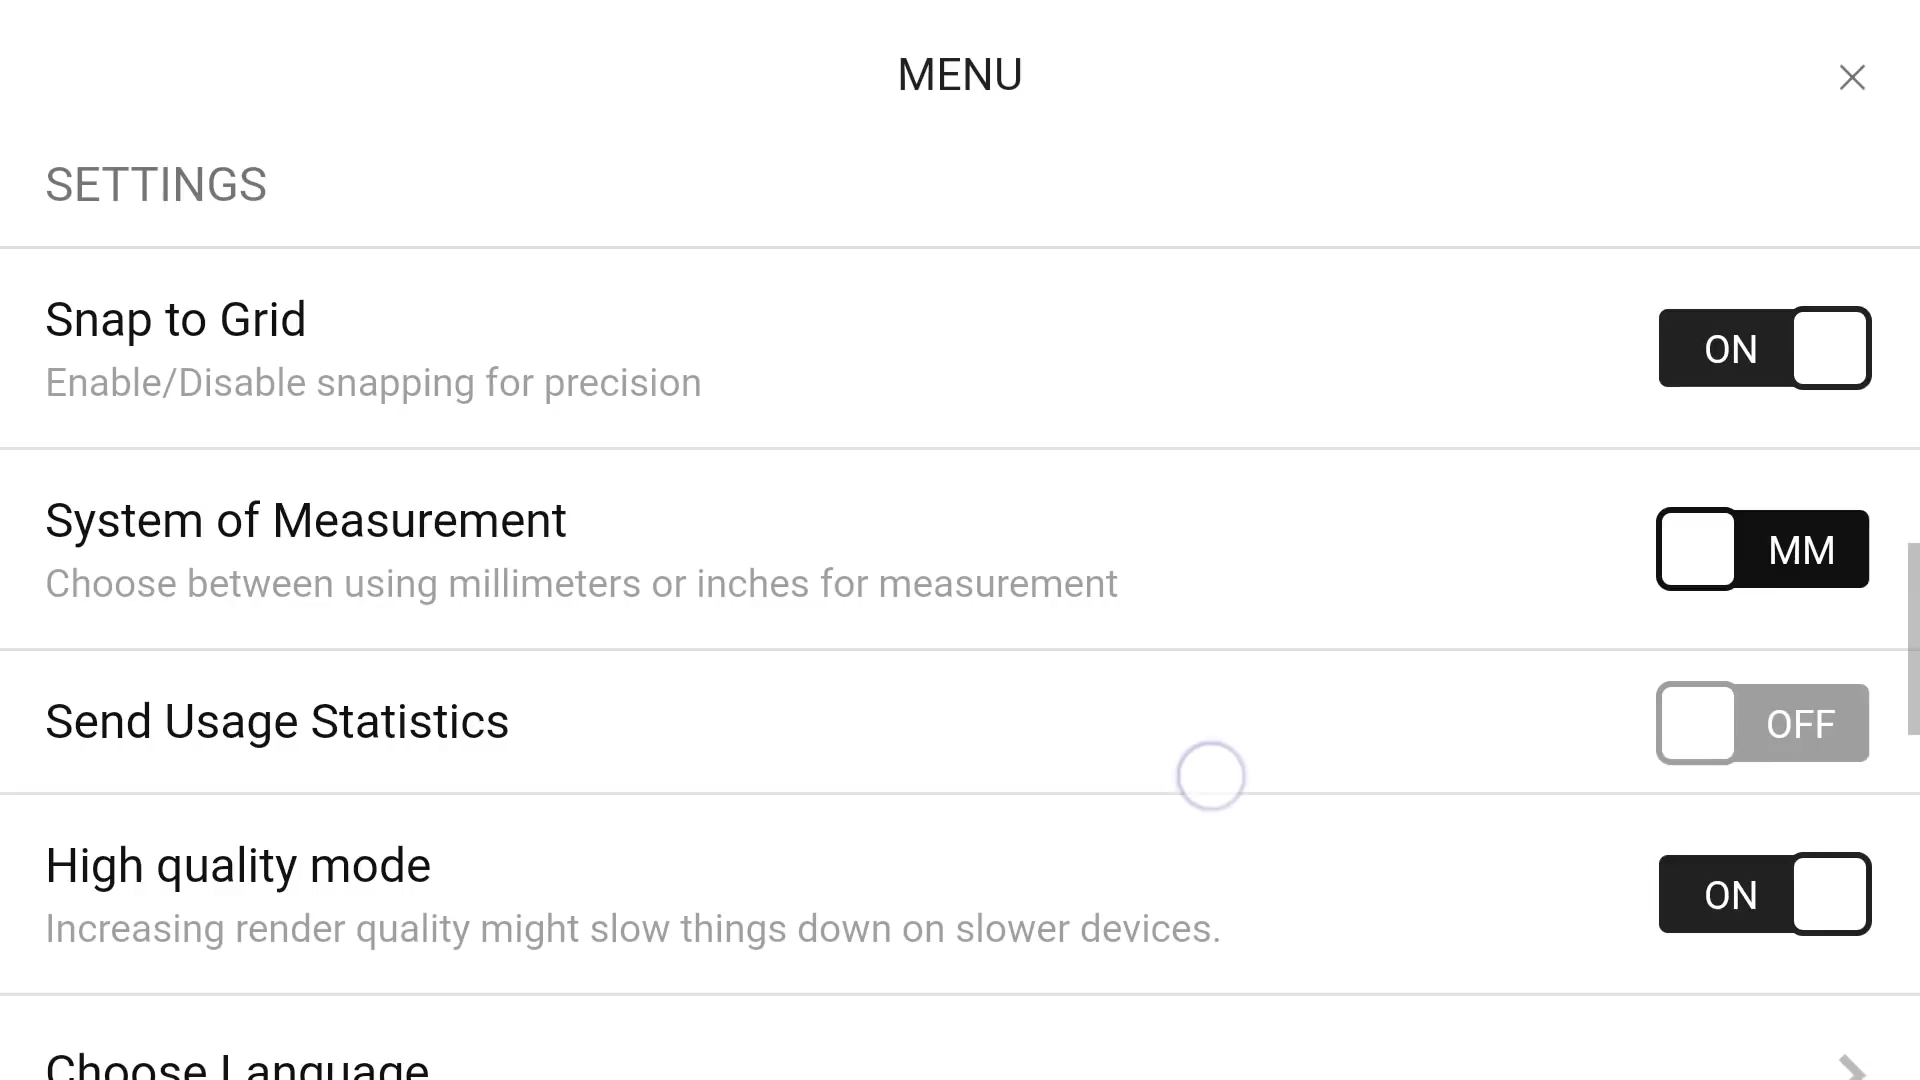 MENU
SETTINGS
Snap to Grid
Enable/Disable snapping for precision
ON
System of Measurement
Choose between using millimeters or inches for measurement
MM
Send Usage Statistics
OFF
High quality mode
Increasing render quality might slow things down on slower devices.
ON
Choose Language